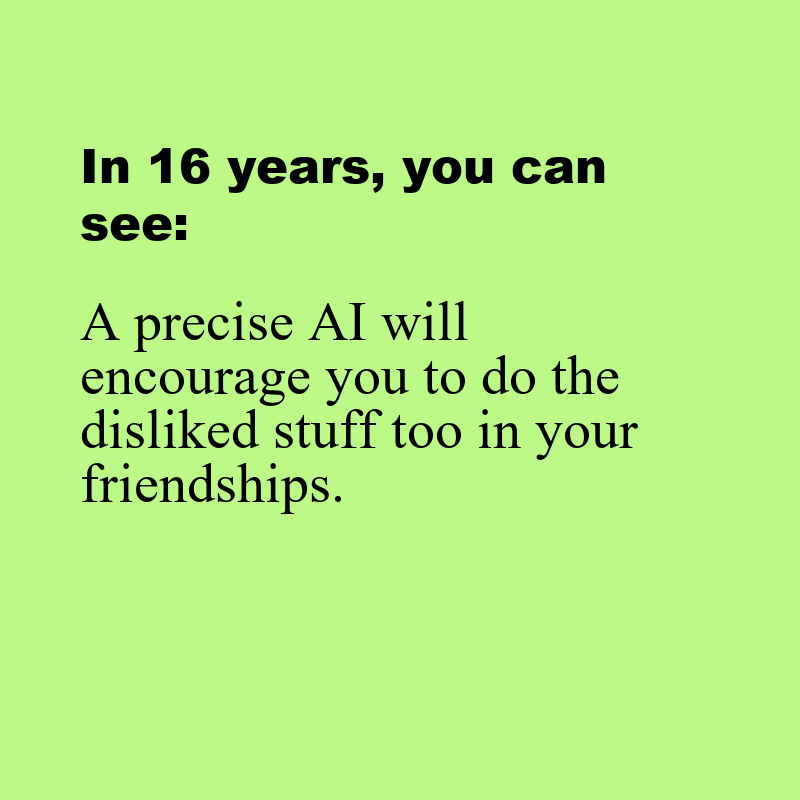 In 16 years, you can
see:
A precise AI will
encourage you to do the
disliked stuff too in your
friendships.